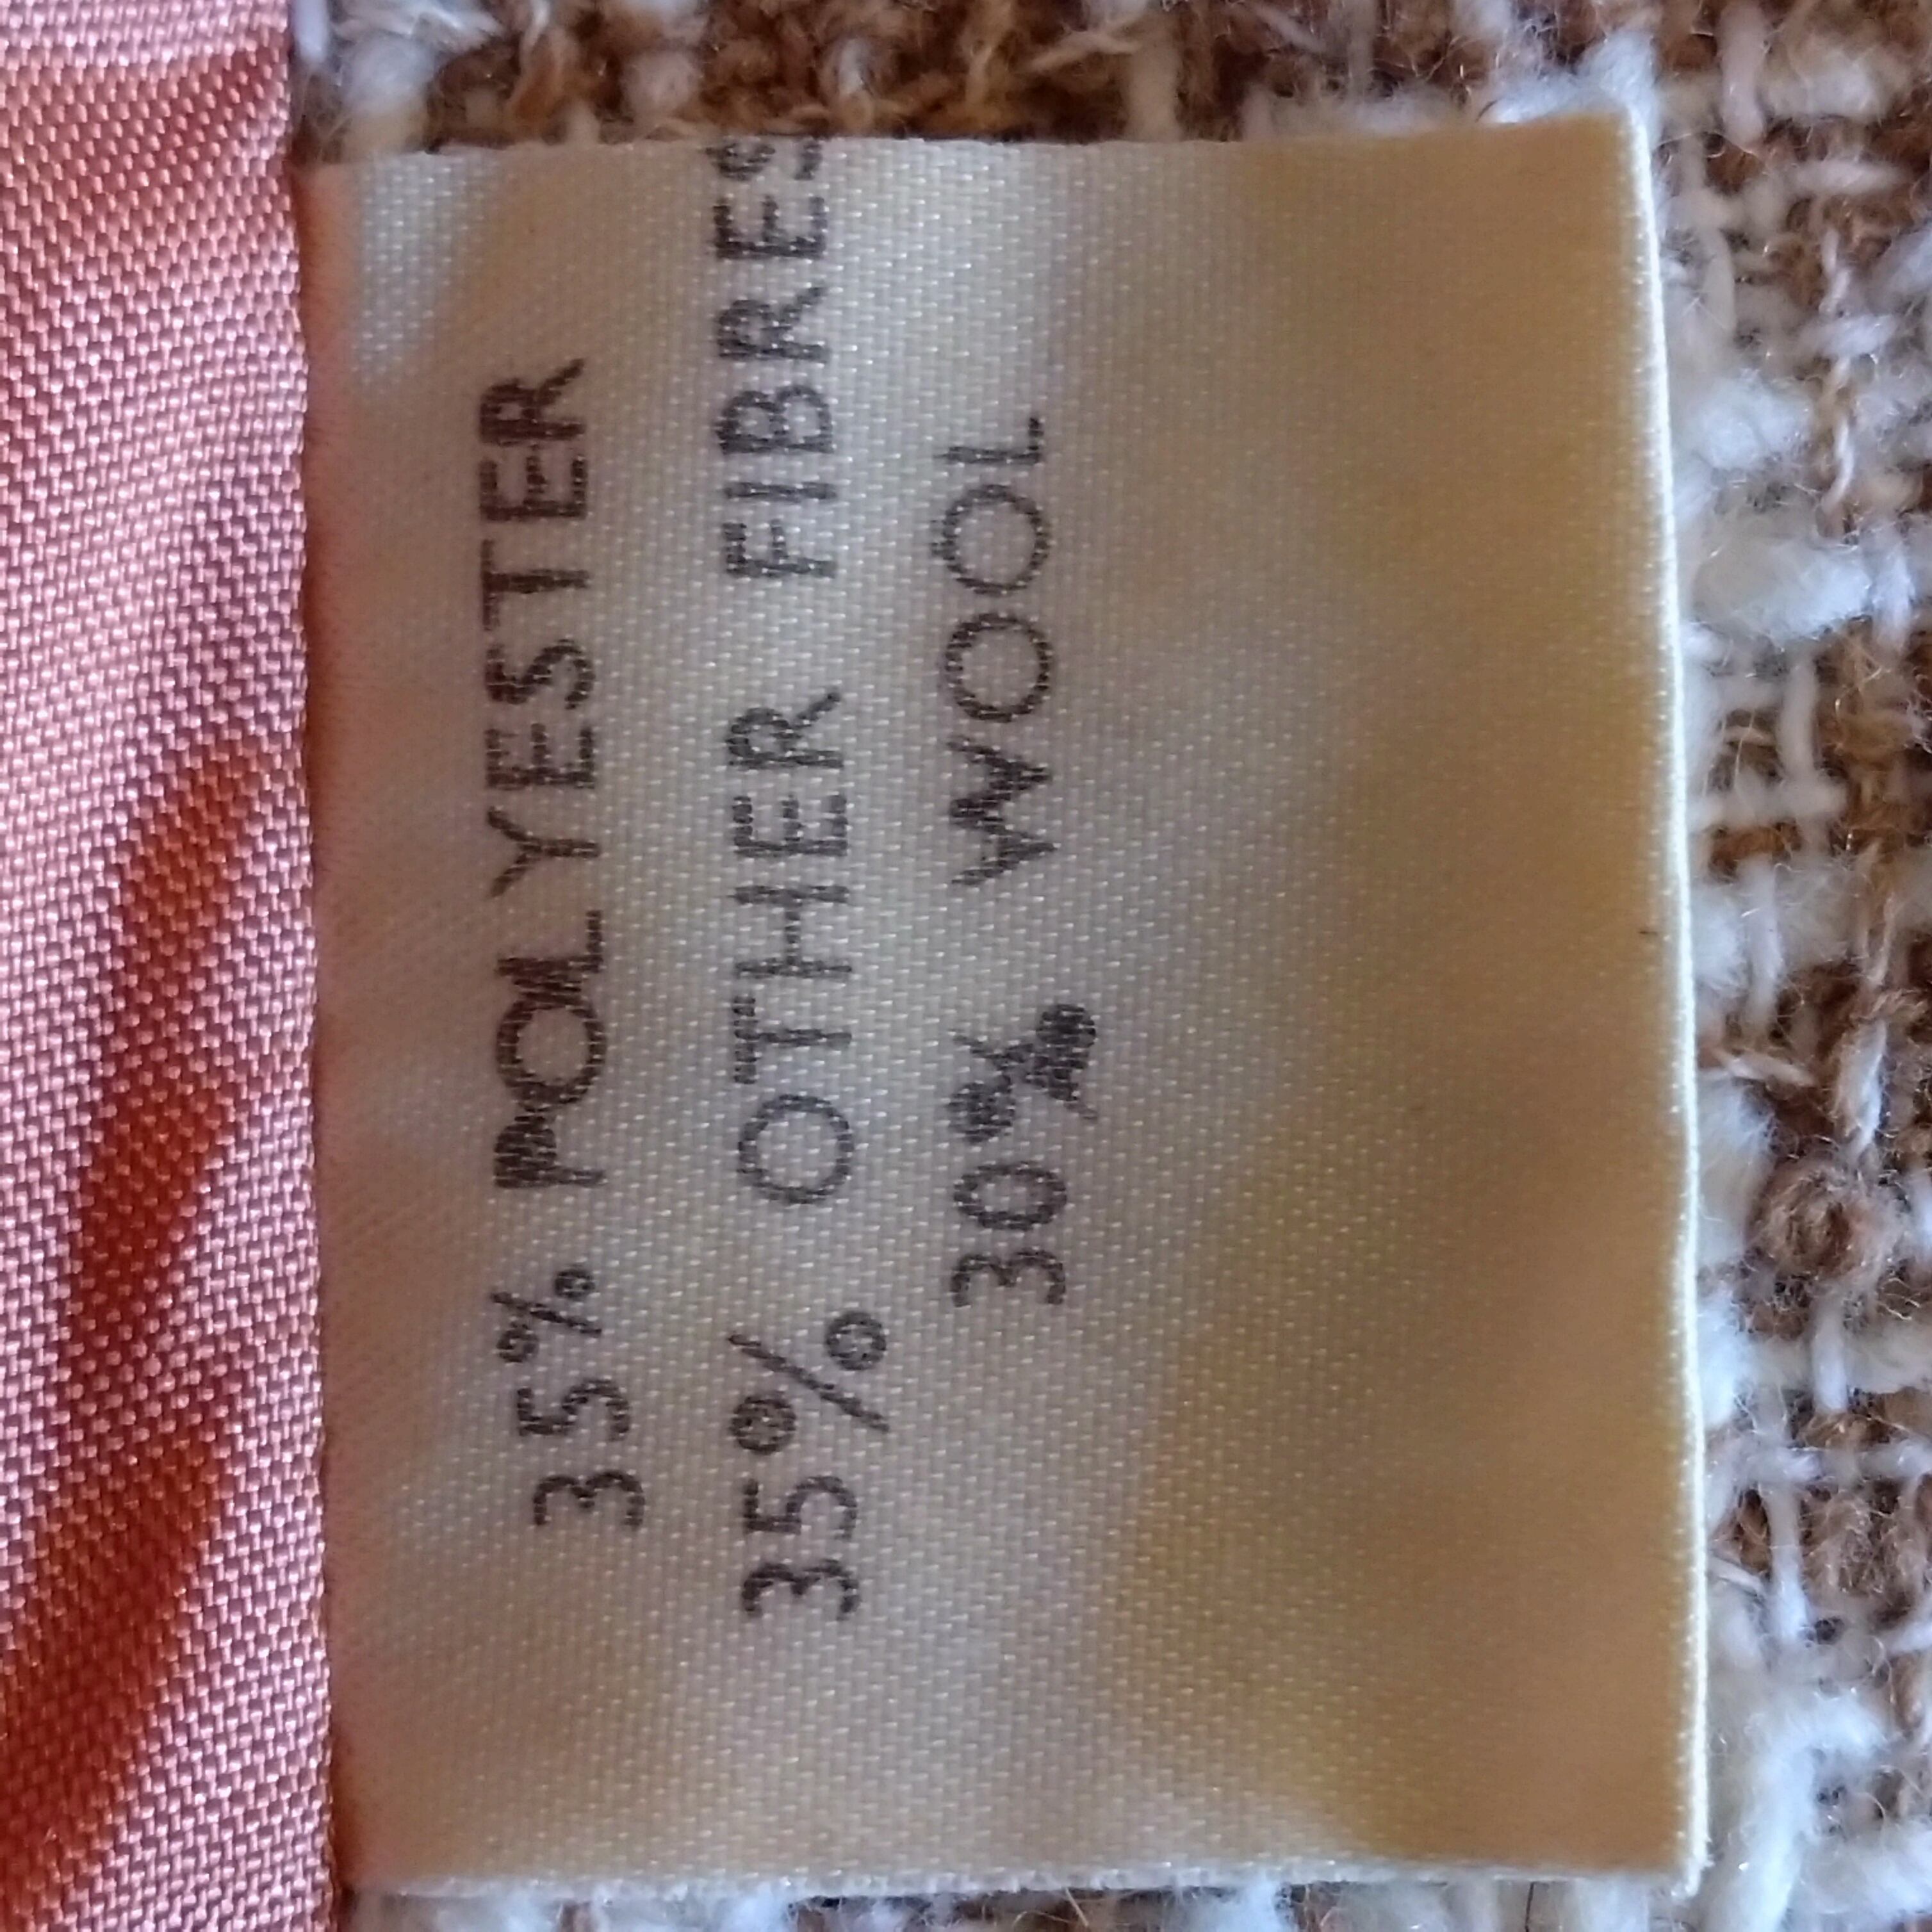 35% POLYESTER
35% OTHER FIBRES
30% WOOL